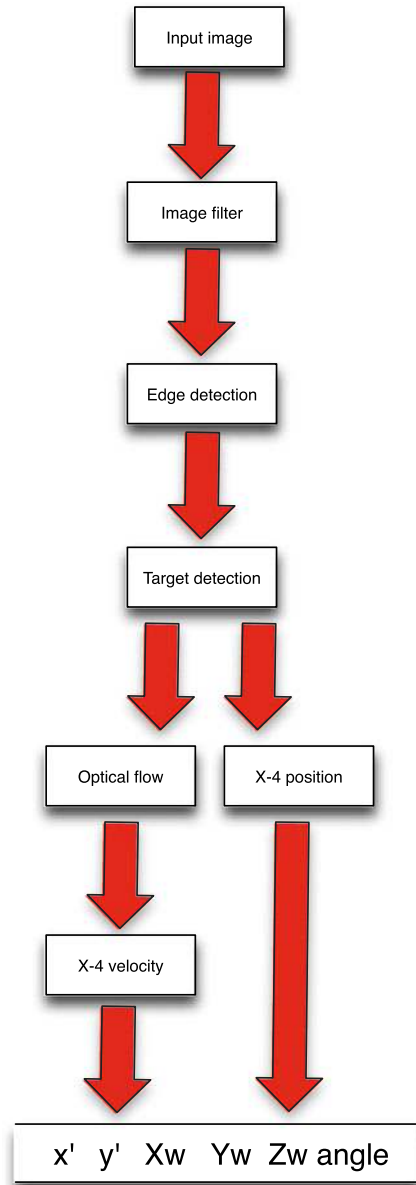 Input image
Image filter
Edge detection
Target detection
Optical flow
X-4 position
X-4 velocity
x' y' Xw Yw Zw angle